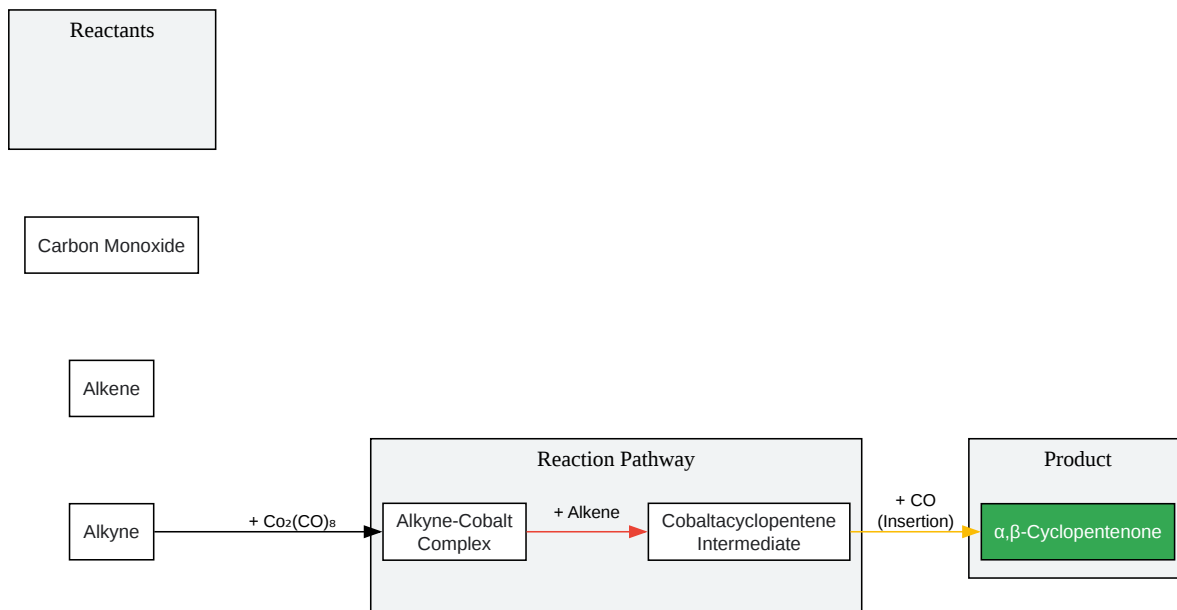 Reactants
Carbon Monoxide
Alkene
Alkyne
+ Co₂(CO)₈
Reaction Pathway
Alkyne-Cobalt
Complex
+ Alkene
Cobaltacyclopentene
Intermediate
+ CO
(Insertion)
Product
α,β-Cyclopentenone